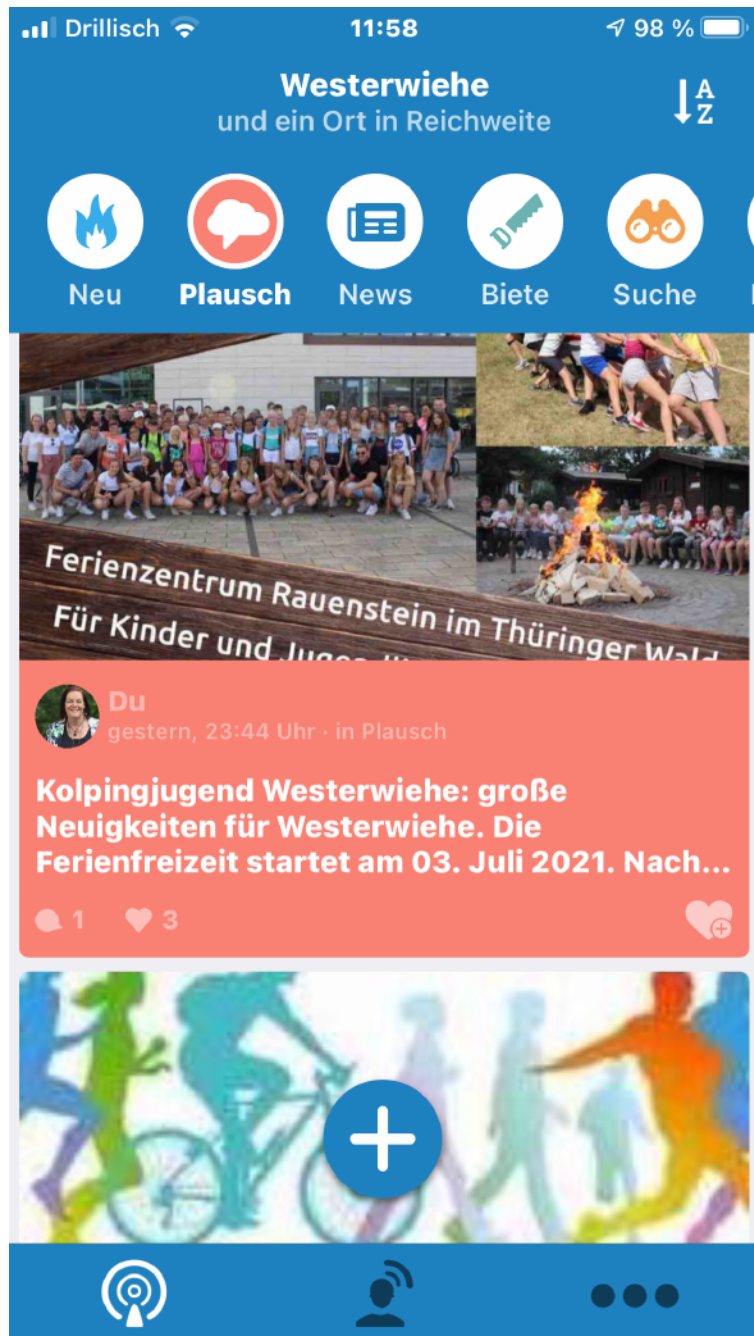 Drillisch 11:58 98 %
Westerwiehe
und ein Ort in Reichweite
A
Z
Neu Plausch News Biete Suche
Ferienzentrum Rauenstein im Thüringer Wald
Für Kinder und
Du
gestern, 23:44 Uhr · in Plausch
Kolpingjugend Westerwiehe: große
Neuigkeiten für Westerwiehe. Die
Ferienfreizeit startet am 03. Juli 2021. Nach...
1 3